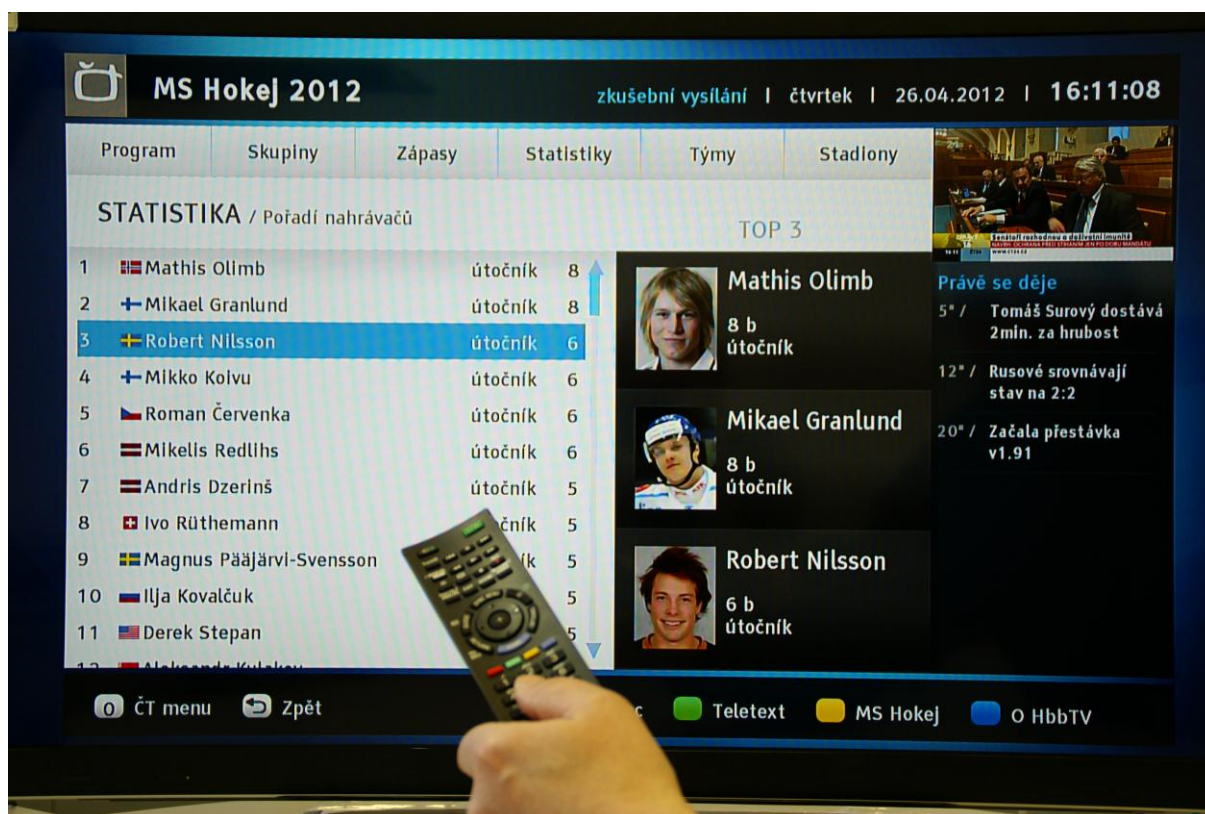 MS Hokej 2012
zkušební vysílání | čtvrtek | 26.04.2012 | 16:11:08
Program Skupiny Zápasy Statistiky Týmy Stadiony
STATISTIKA / Pořadí nahrávačů
TOP 3
1 Mathis Olimb útočník 8
2 Mikael Granlund útočník 8
3 Robert Nilsson útočník 6
4 Mikko Koivu útočník 6
5 Roman Červenka útočník 6
6 Mikelis Redlihs útočník 6
7 Andris Dzerinš útočník 5
8 Ivo Rüthemann 5
9 Magnus Pääjärvi-Svensson 5
10 Ilja Kovalčuk 5
11 Derek Stepan 5
Mathis Olimb
8 b
útočník
Mikael Granlund
8 b
útočník
Robert Nilsson
6 b
útočník
Senátoři rozhodnou o doživotní imunitě
Právě se děje
5" / Tomáš Surový dostává
2min. za hrubost
12" / Rusové srovnávají
stav na 2:2
20" / Začala přestávka
v1.91
0 ČT menu Zpět Teletext MS Hokej O HbbTV